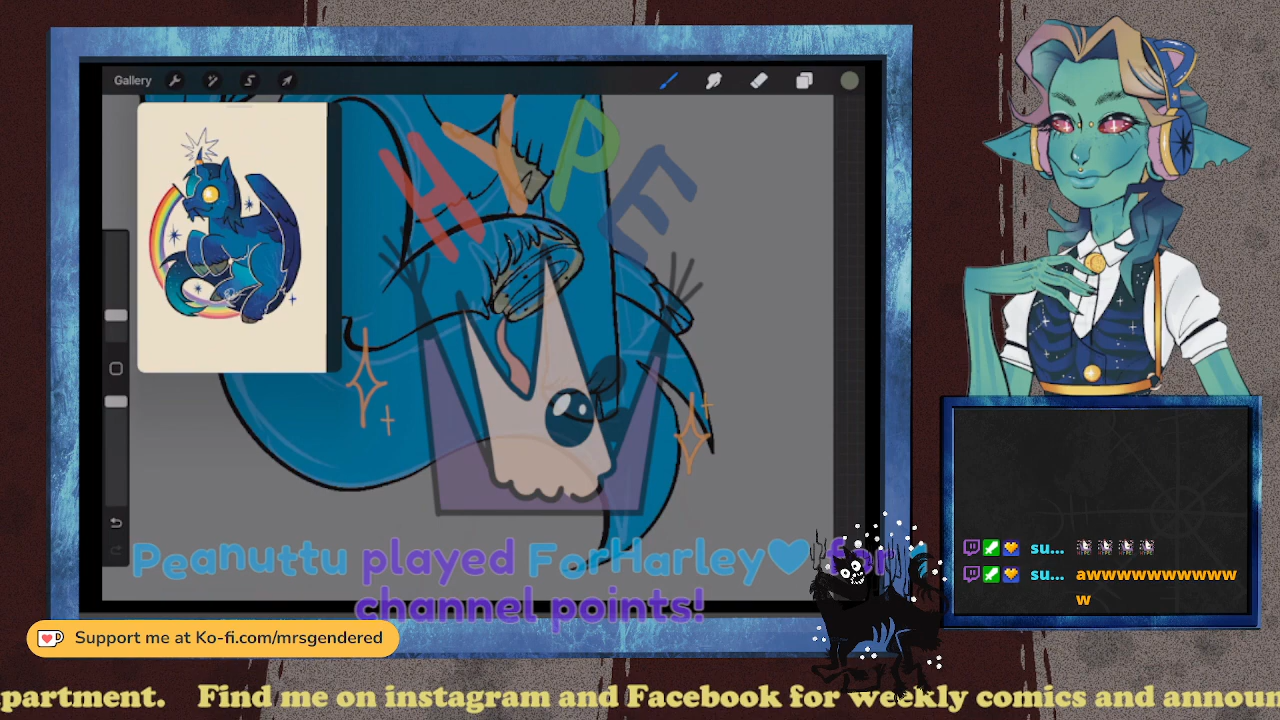 Gallery
HYPE
Peanuttu played ForHarley💙 for
channel points!
su... 
su... awwwwwwwwwww
w
Support me at Ko-fi.com/mrsgendered
partment. Find me on instagram and Facebook for weekly comics and announ